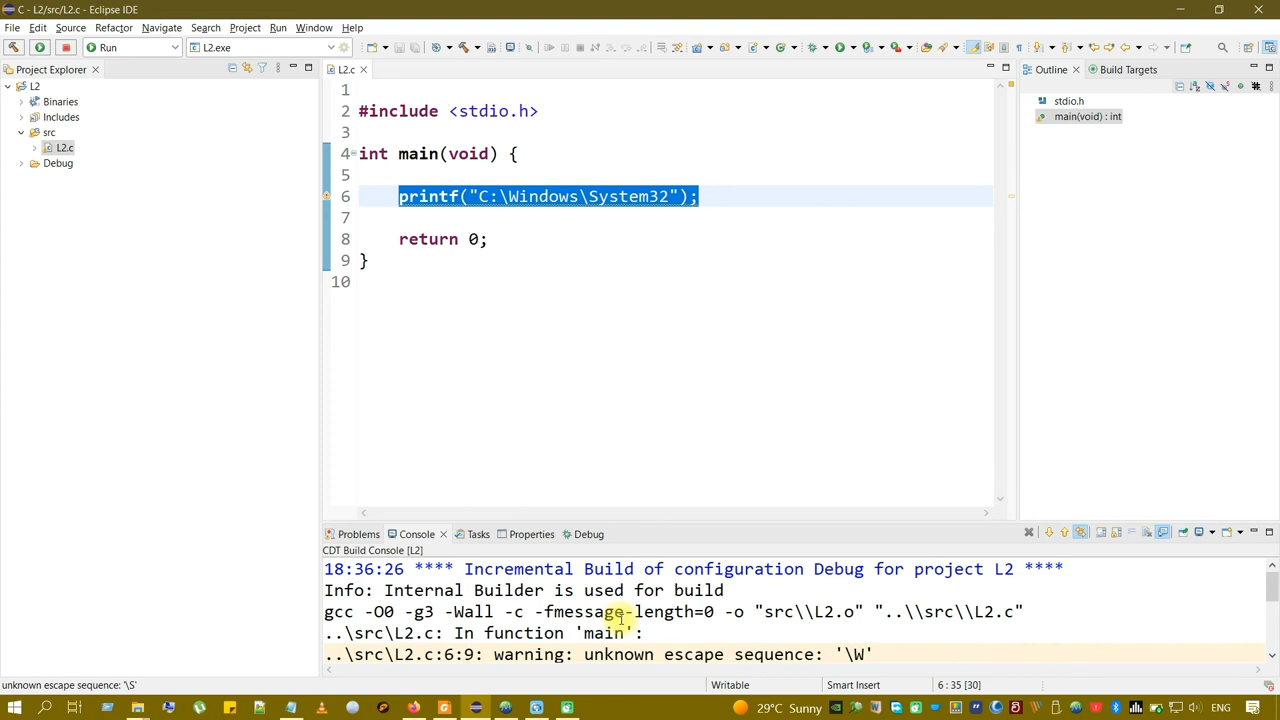 C - L2/src/L2.c - Eclipse IDE
File Edit Source Refactor Navigate Search Project Run Window Help
Run
L2.exe
Project Explorer
L2
Binaries
Includes
src
L2.c
Debug
L2.c
1
2 #include <stdio.h>
3
4 int main(void) {
5
6 printf("C:\Windows\System32");
7
8 return 0;
9 }
10
Outline Build Targets
stdio.h
main(void) : int
Problems Console Tasks Properties Debug
CDT Build Console [L2]
18:36:26 **** Incremental Build of configuration Debug for project L2 ****
Info: Internal Builder is used for build
gcc -O0 -g3 -Wall -c -fmessage-length=0 -o "src\\L2.o" "..\\src\\L2.c"
..\src\L2.c: In function 'main':
..\src\L2.c:6:9: warning: unknown escape sequence: '\W'
unknown escape sequence: '\S' Writable Smart Insert 6 : 35 [30]
29°C Sunny ENG